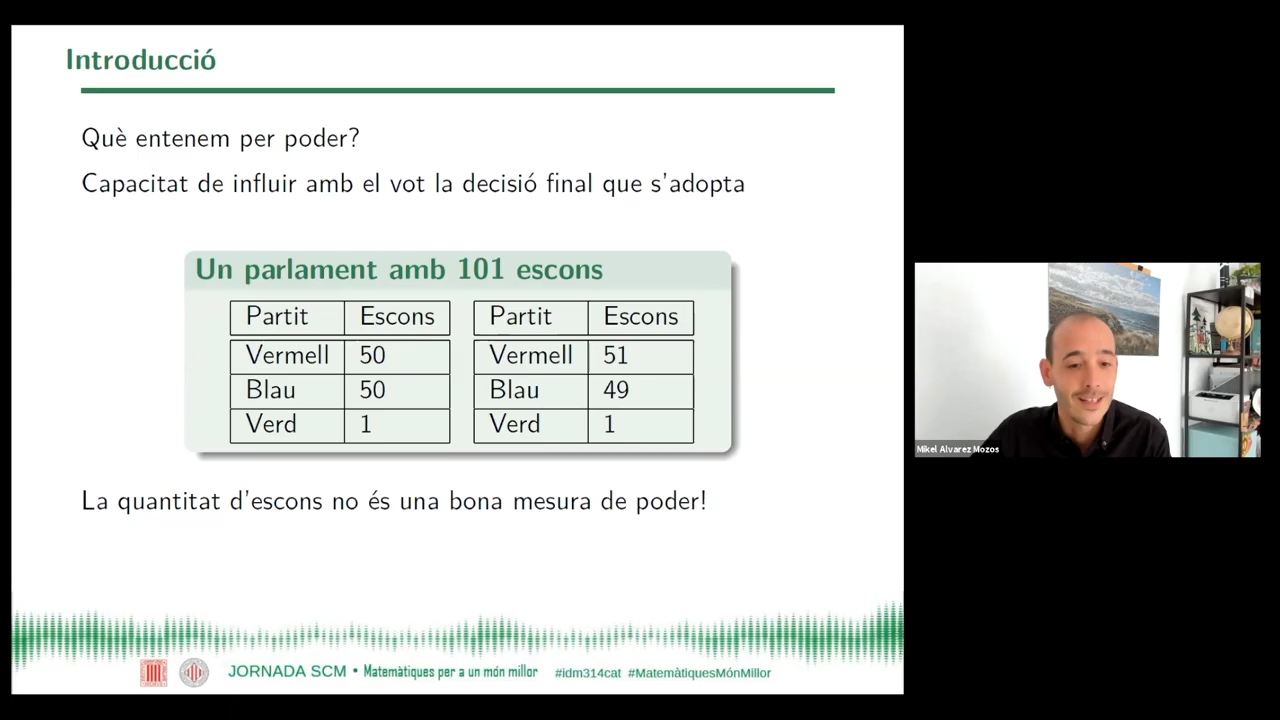 Introducció
Què entenem per poder?
Capacitat de influir amb el vot la decisió final que s'adopta
Un parlament amb 101 escons
Partit Escons Partit Escons
Vermell 50 Vermell 51
Blau 50 Blau 49
Verd 1 Verd 1
La quantitat d'escons no és una bona mesura de poder!
JORNADA SCM • Matemàtiques per a un món millor #idm314cat #MatemàtiquesMónMillor
Mikel Alvarez Mozos